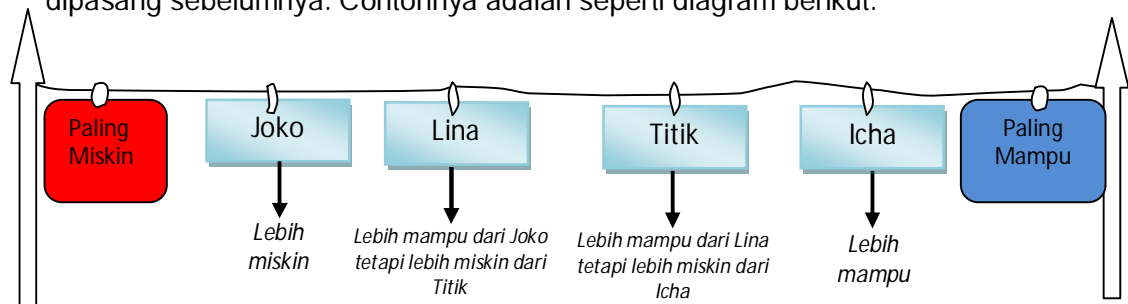 dipasang sebelumnya. Contohnya adalah seperti diagram berikut:
Paling
Miskin
Joko
Lina
Titik
Icha
Paling
Mampu
Lebih
miskin
Lebih mampu dari Joko
tetapi lebih miskin dari
Titik
Lebih mampu dari Lina
tetapi lebih miskin dari
Icha
Lebih
mampu